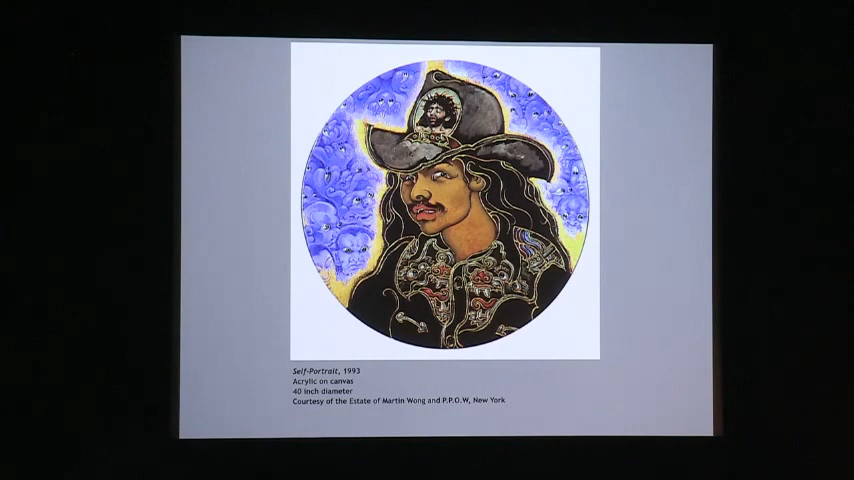 Self-Portrait, 1993
Acrylic on canvas
40 inch diameter
Courtesy of the Estate of Martin Wong and P.P.O.W, New York